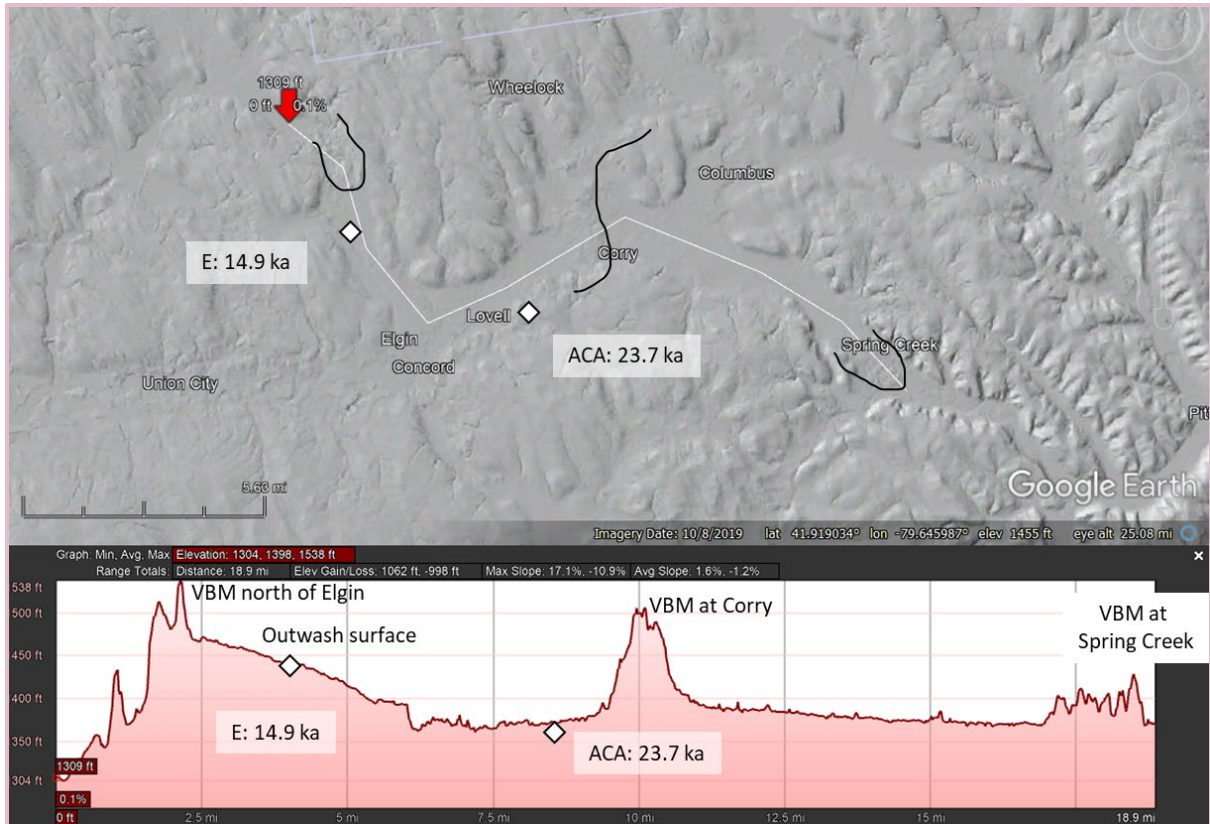 1309 ft
0 ft 0.1%
Wheelock
Columbus
E: 14.9 ka
Corry
Lovell
Elgin
Concord
Union City
ACA: 23.7 ka
Spring Creek
5.63 mi
Google Earth
Imagery Date: 10/8/2019 lat 41.919034° lon -79.645987° elev 1455 ft eye alt 25.08 mi
Graph: Min, Avg, Max Elevation: 1304, 1398, 1538 ft
Range Totals: Distance: 18.9 mi Elev Gain/Loss: 1062 ft, -998 ft Max Slope: 17.1%, -10.9% Avg Slope: 1.6%, -1.2%
538 ft
500 ft
450 ft
400 ft
350 ft
304 ft
VBM north of Elgin
Outwash surface
E: 14.9 ka
VBM at Corry
ACA: 23.7 ka
VBM at
Spring Creek
1309 ft
0.1%
0 ft 2.5 mi 5 mi 7.5 mi 10 mi 12.5 mi 15 mi 18.9 mi